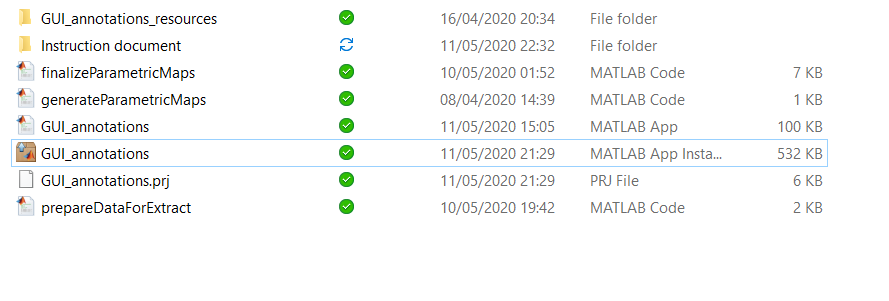 GUI_annotations_resources 16/04/2020 20:34 File folder
Instruction document 11/05/2020 22:32 File folder
finalizeParametricMaps 10/05/2020 01:52 MATLAB Code 7 KB
generateParametricMaps 08/04/2020 14:39 MATLAB Code 1 KB
GUI_annotations 11/05/2020 15:05 MATLAB App 100 KB
GUI_annotations 11/05/2020 21:29 MATLAB App Insta... 532 KB
GUI_annotations.prj 11/05/2020 21:29 PRJ File 6 KB
prepareDataForExtract 10/05/2020 19:42 MATLAB Code 2 KB